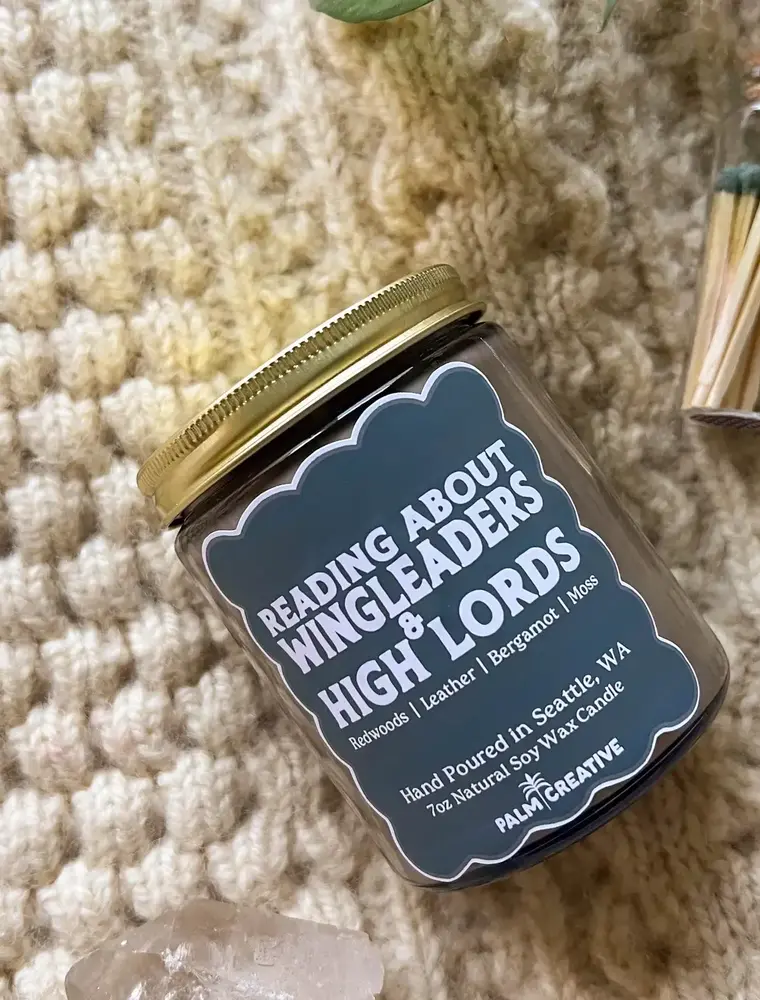 READING ABOUT
WINGLEADERS
&
HIGH LORDS
Redwoods | Leather | Bergamot | Moss
Hand Poured in Seattle, WA
7oz Natural Soy Wax Candle
PALM CREATIVE